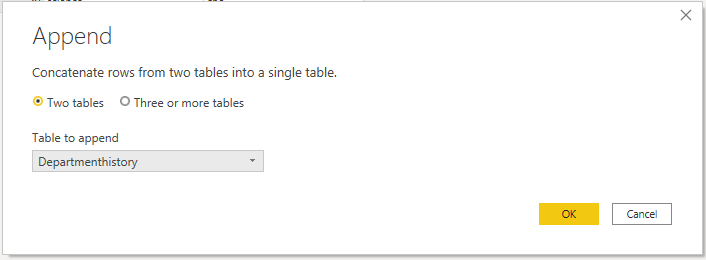 Append
Concatenate rows from two tables into a single table.
Two tables Three or more tables
Table to append
Departmenthistory
OK Cancel